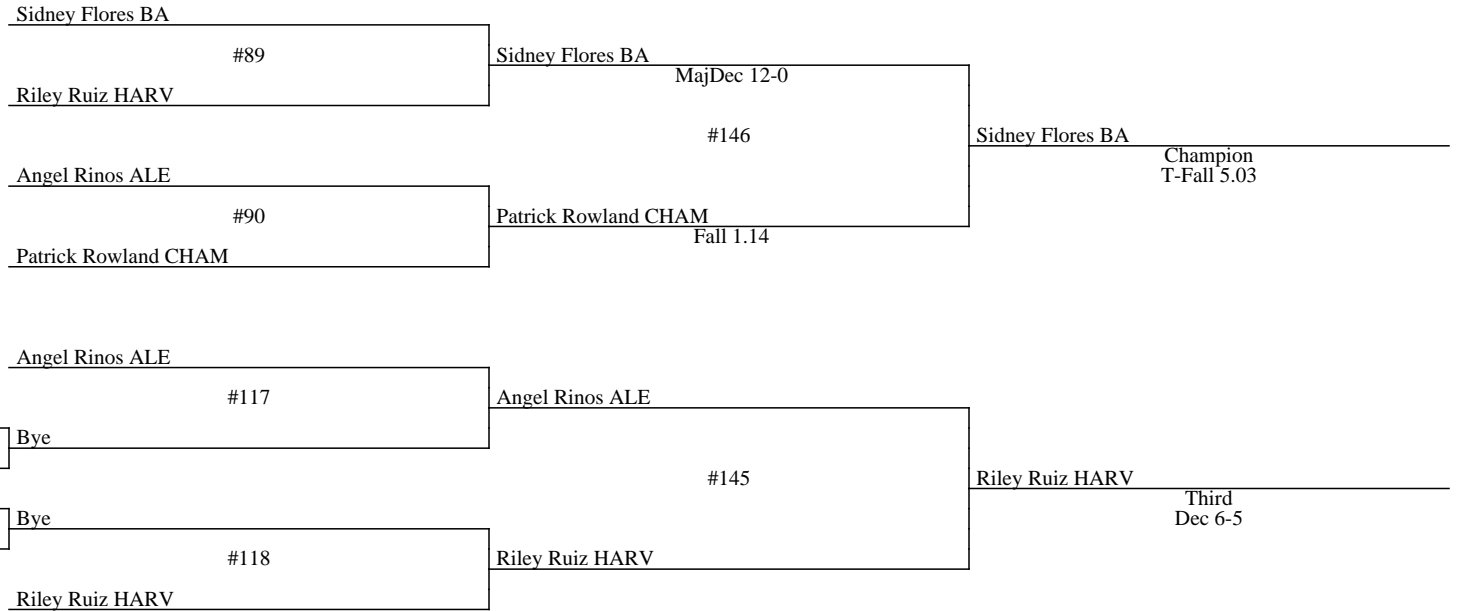 Sidney Flores BA
#89
Sidney Flores BA
MajDec 12-0
Riley Ruiz HARV
#146
Sidney Flores BA
Champion
T-Fall 5.03
Angel Rinos ALE
#90
Patrick Rowland CHAM
Fall 1.14
Patrick Rowland CHAM
Angel Rinos ALE
#117
Angel Rinos ALE
Bye
#145
Riley Ruiz HARV
Third
Dec 6-5
Bye
#118
Riley Ruiz HARV
Riley Ruiz HARV